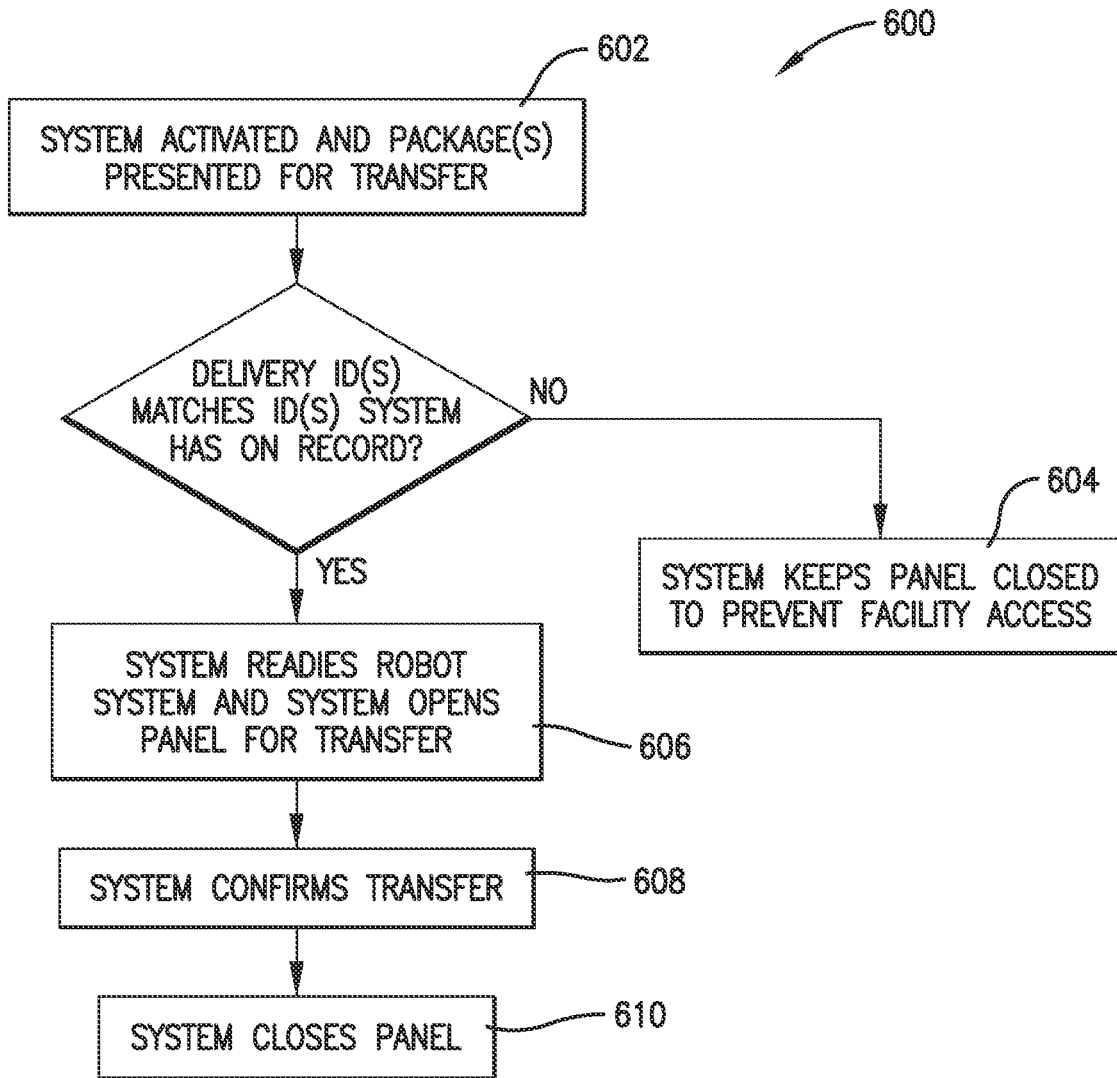 600
602
SYSTEM ACTIVATED AND PACKAGE(S)
PRESENTED FOR TRANSFER
DELIVERY ID(S)
MATCHES ID(S) SYSTEM
HAS ON RECORD?
NO
604
SYSTEM KEEPS PANEL CLOSED
TO PREVENT FACILITY ACCESS
YES
SYSTEM READIES ROBOT
SYSTEM AND SYSTEM OPENS
PANEL FOR TRANSFER
606
SYSTEM CONFIRMS TRANSFER
608
SYSTEM CLOSES PANEL
610